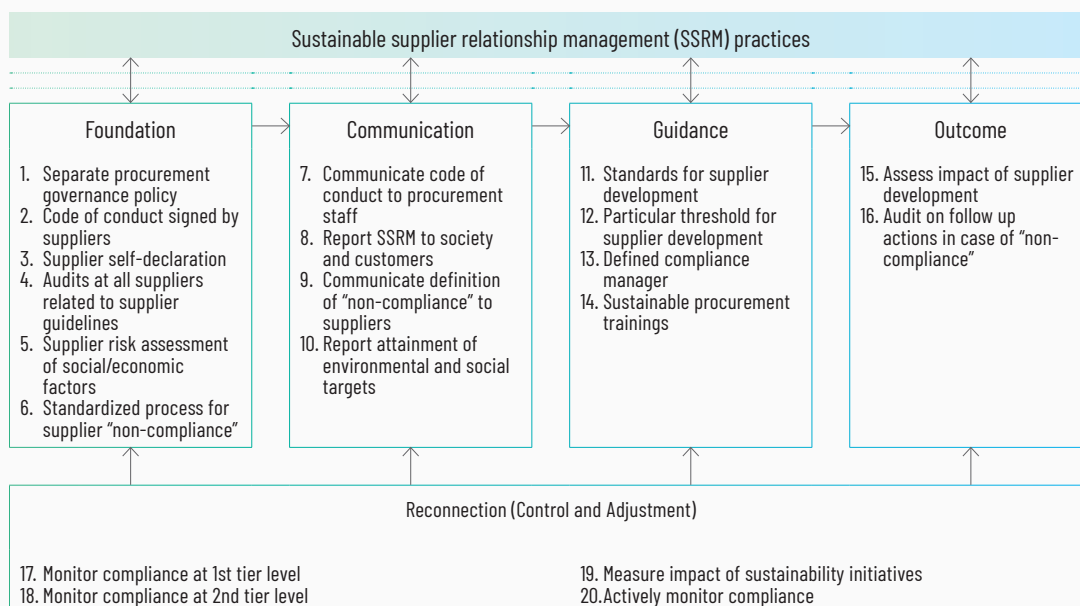 Sustainable supplier relationship management (SSRM) practices
Foundation
1. Separate procurement
governance policy
2. Code of conduct signed by
suppliers
3. Supplier self-declaration
4. Audits at all suppliers
related to supplier
guidelines
5. Supplier risk assessment
of social/economic
factors
6. Standardized process for
supplier “non-compliance”
Communication
7. Communicate code of
conduct to procurement
staff
8. Report SSRM to society
and customers
9. Communicate definition
of “non-compliance” to
suppliers
10. Report attainment of
environmental and social
targets
Guidance
11. Standards for supplier
development
12. Particular threshold for
supplier development
13. Defined compliance
manager
14. Sustainable procurement
trainings
Outcome
15. Assess impact of supplier
development
16. Audit on follow up
actions in case of “non-
compliance”
Reconnection (Control and Adjustment)
17. Monitor compliance at 1st tier level
18. Monitor compliance at 2nd tier level
19. Measure impact of sustainability initiatives
20.Actively monitor compliance